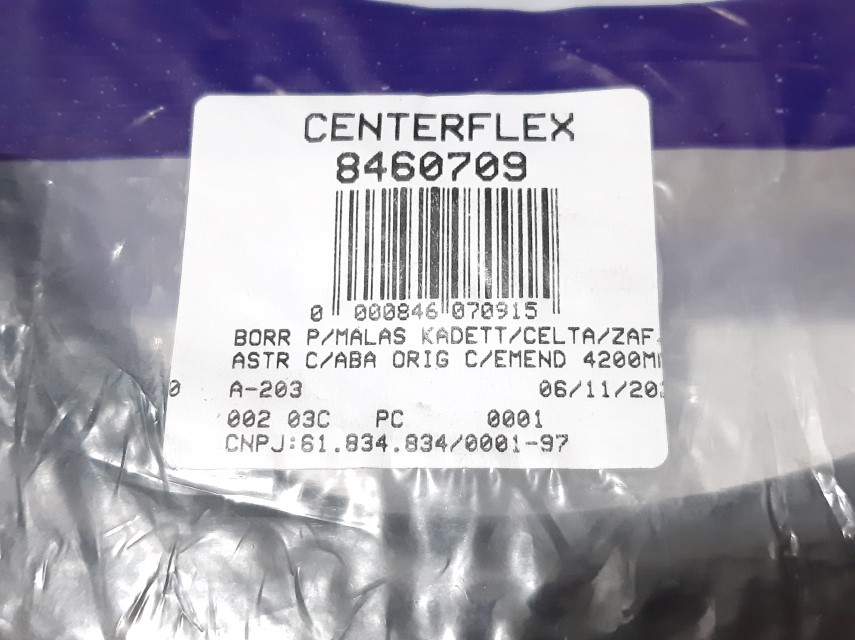 CENTERFLEX
8460709
0 000846 070915
BORR P/MALAS KADETT/CELTA/ZAF
ASTR C/ABA ORIG C/EMEND 4200M
0 A-203 06/11/20
002 03C PC 0001
CNPJ:61.834.834/0001-97